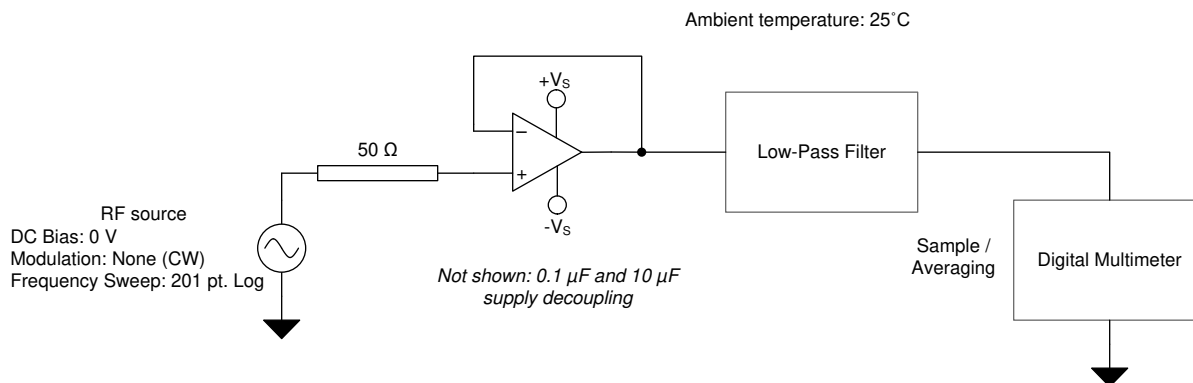 Ambient temperature: 25˚C
+VS
50 Ω
−
+
-VS
Low-Pass Filter
RF source
DC Bias: 0 V
Modulation: None (CW)
Frequency Sweep: 201 pt. Log
Not shown: 0.1 µF and 10 µF
supply decoupling
Sample /
Averaging
Digital Multimeter